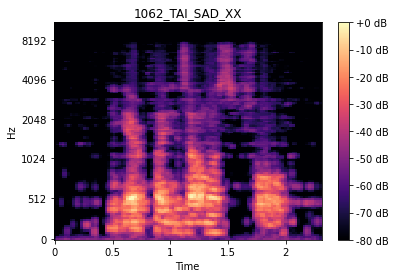 1062_TAI_SAD_XX
+0 dB
8192
-10 dB
4096
-20 dB
-30 dB
2048
Hz
-40 dB
1024
-50 dB
512
-60 dB
-70 dB
0
-80 dB
0 0.5 1 1.5 2
Time